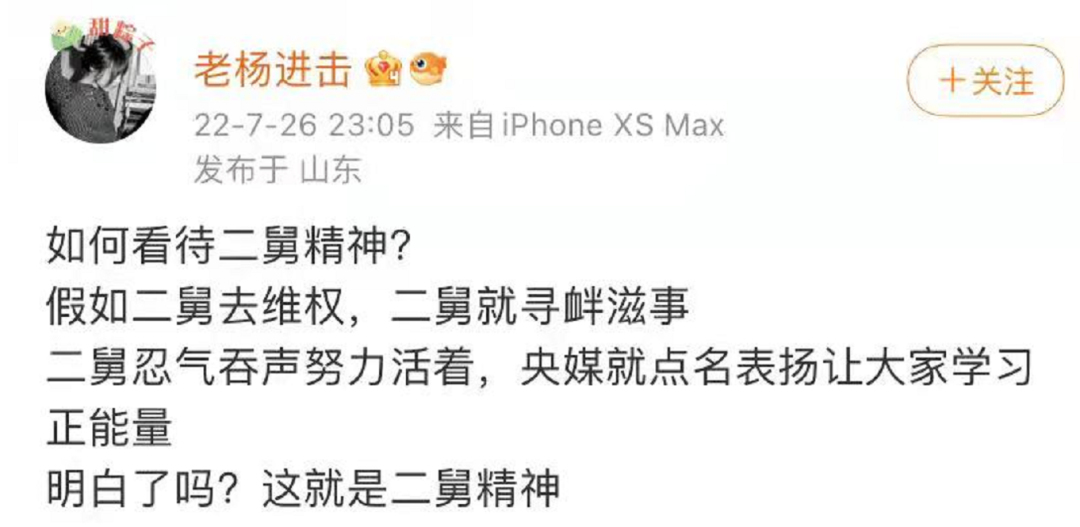 甜粽
老杨进击
+关注
22-7-26 23:05 来自iPhone XS Max
发布于 山东
如何看待二舅精神?
假如二舅去维权，二舅就寻衅滋事
二舅忍气吞声努力活着，央媒就点名表扬让大家学习
正能量
明白了吗？这就是二舅精神